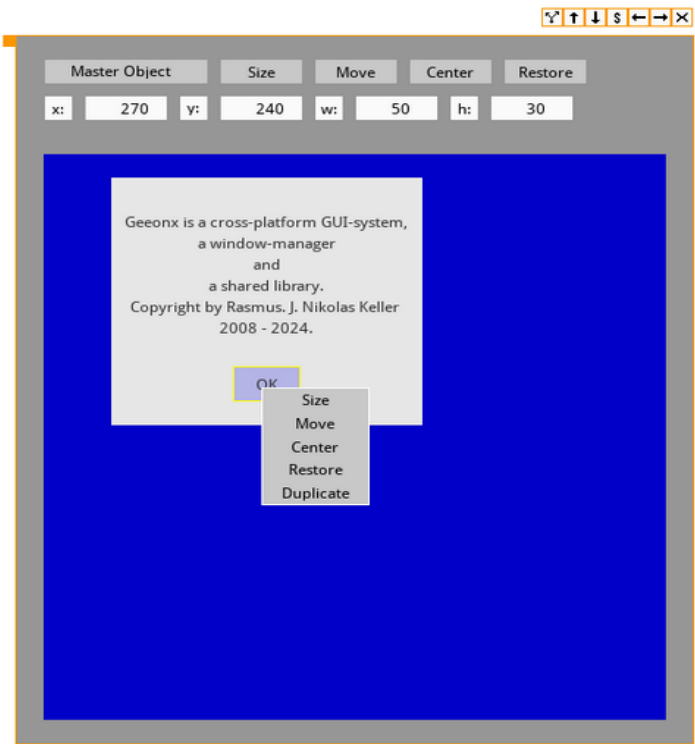 S
Master Object Size Move Center Restore
x: 270 y: 240 w: 50 h: 30
Geeonx is a cross-platform GUI-system,
a window-manager
and
a shared library.
Copyright by Rasmus. J. Nikolas Keller
2008 - 2024.
OK
Size
Move
Center
Restore
Duplicate